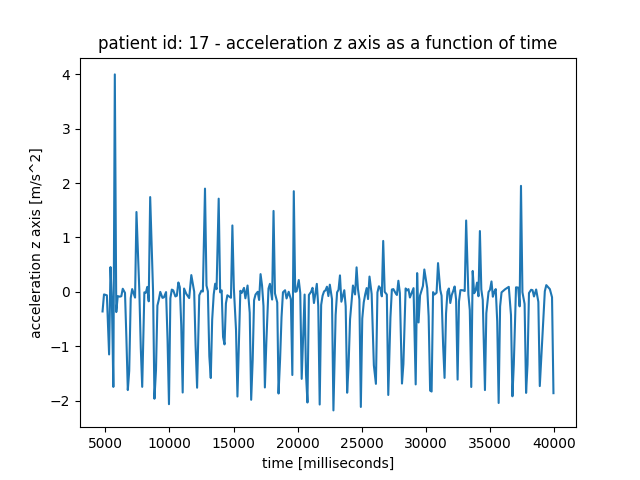 patient id: 17 - acceleration z axis as a function of time
acceleration z axis [m/s^2]
4
3
2
1
0
−1
−2
5000 10000 15000 20000 25000 30000 35000 40000
time [milliseconds]